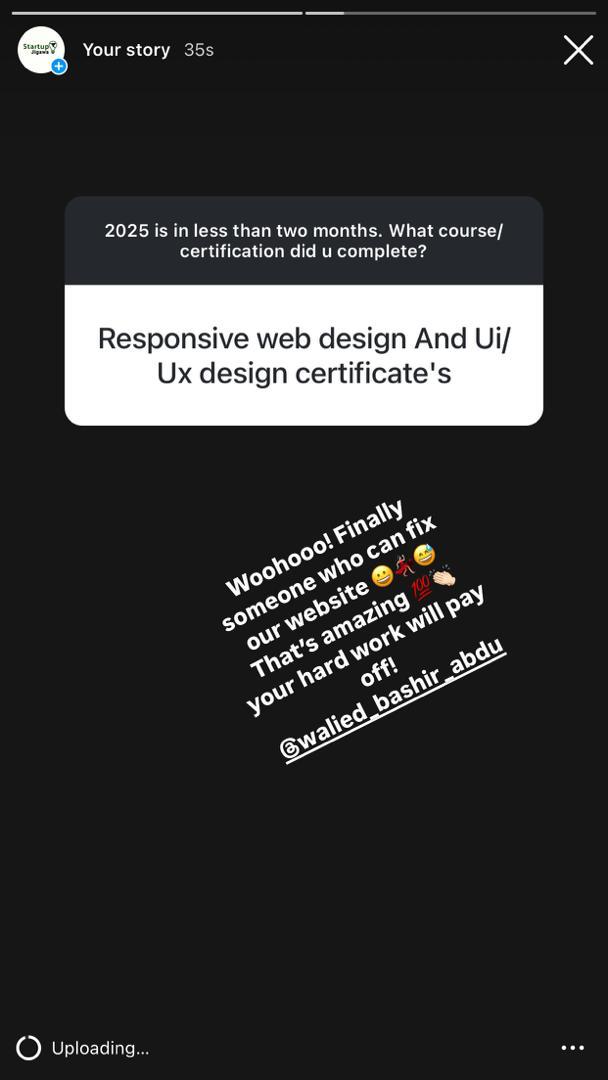 Startup
Jigawa
Your story 35s
2025 is in less than two months. What course/
certification did u complete?
Responsive web design And Ui/
Ux design certificate's
Woohooo! Finally
someone who can fix
our website 😀💃🏻😅
That's amazing 💯👏🏻
your hard work will pay
off!
@walied_bashir_abdu
Uploading...